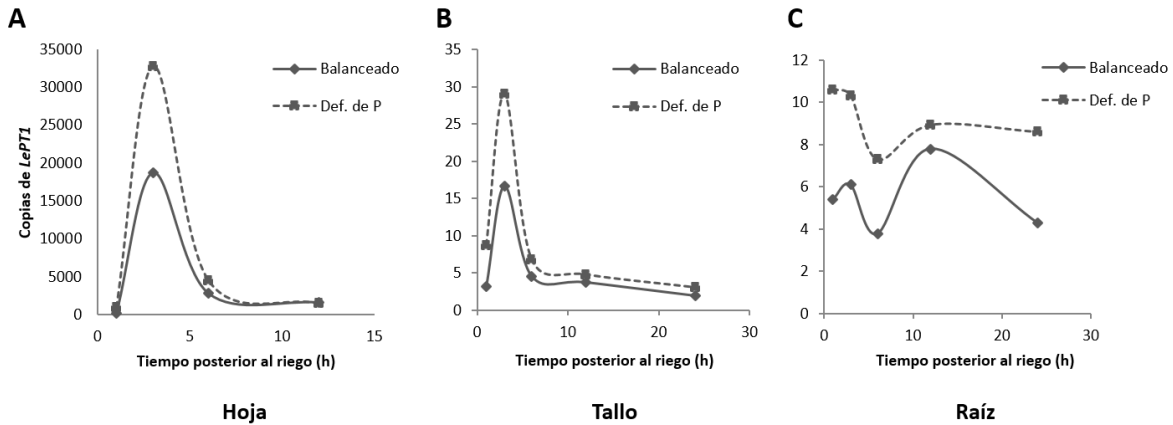 A
Copias de LePT1
35000
30000
25000
20000
15000
10000
5000
0
0 5 10 15
Tiempo posterior al riego (h)
Balanceado
Def. de P
Hoja
B
35
30
25
20
15
10
5
0
0 10 20 30
Tiempo posterior al riego (h)
Balanceado
Def. de P
Tallo
C
12
10
8
6
4
2
0
0 10 20 30
Tiempo posterior al riego (h)
Balanceado
Def. de P
Raíz